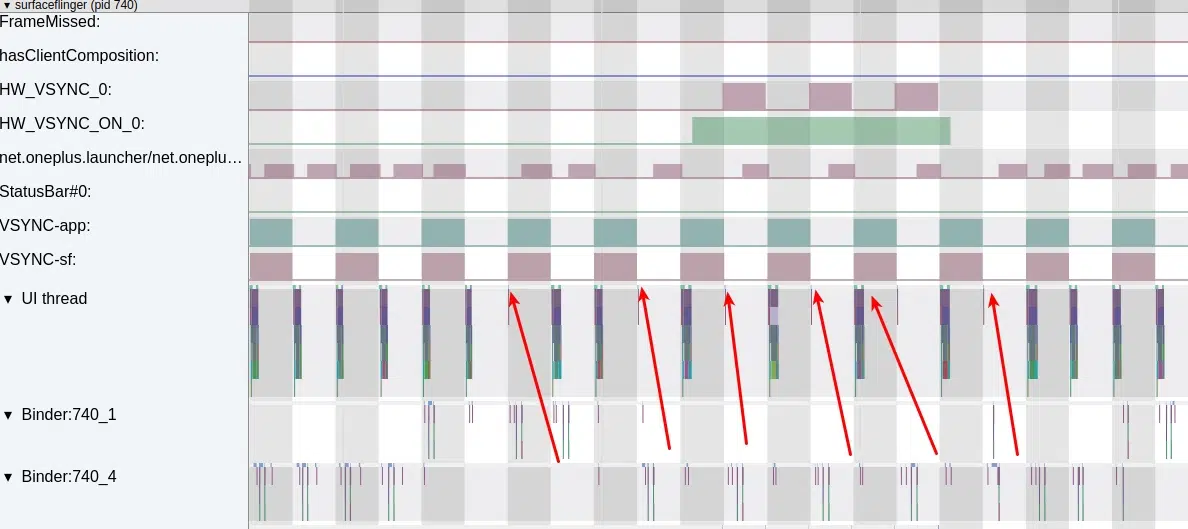 ▼ surfaceflinger (pid 740)
FrameMissed:
hasClientComposition:
HW_VSYNC_0:
HW_VSYNC_ON_0:
net.oneplus.launcher/net.oneplu…
StatusBar#0:
VSYNC-app:
VSYNC-sf:
▼ UI thread
▼ Binder:740_1
▼ Binder:740_4